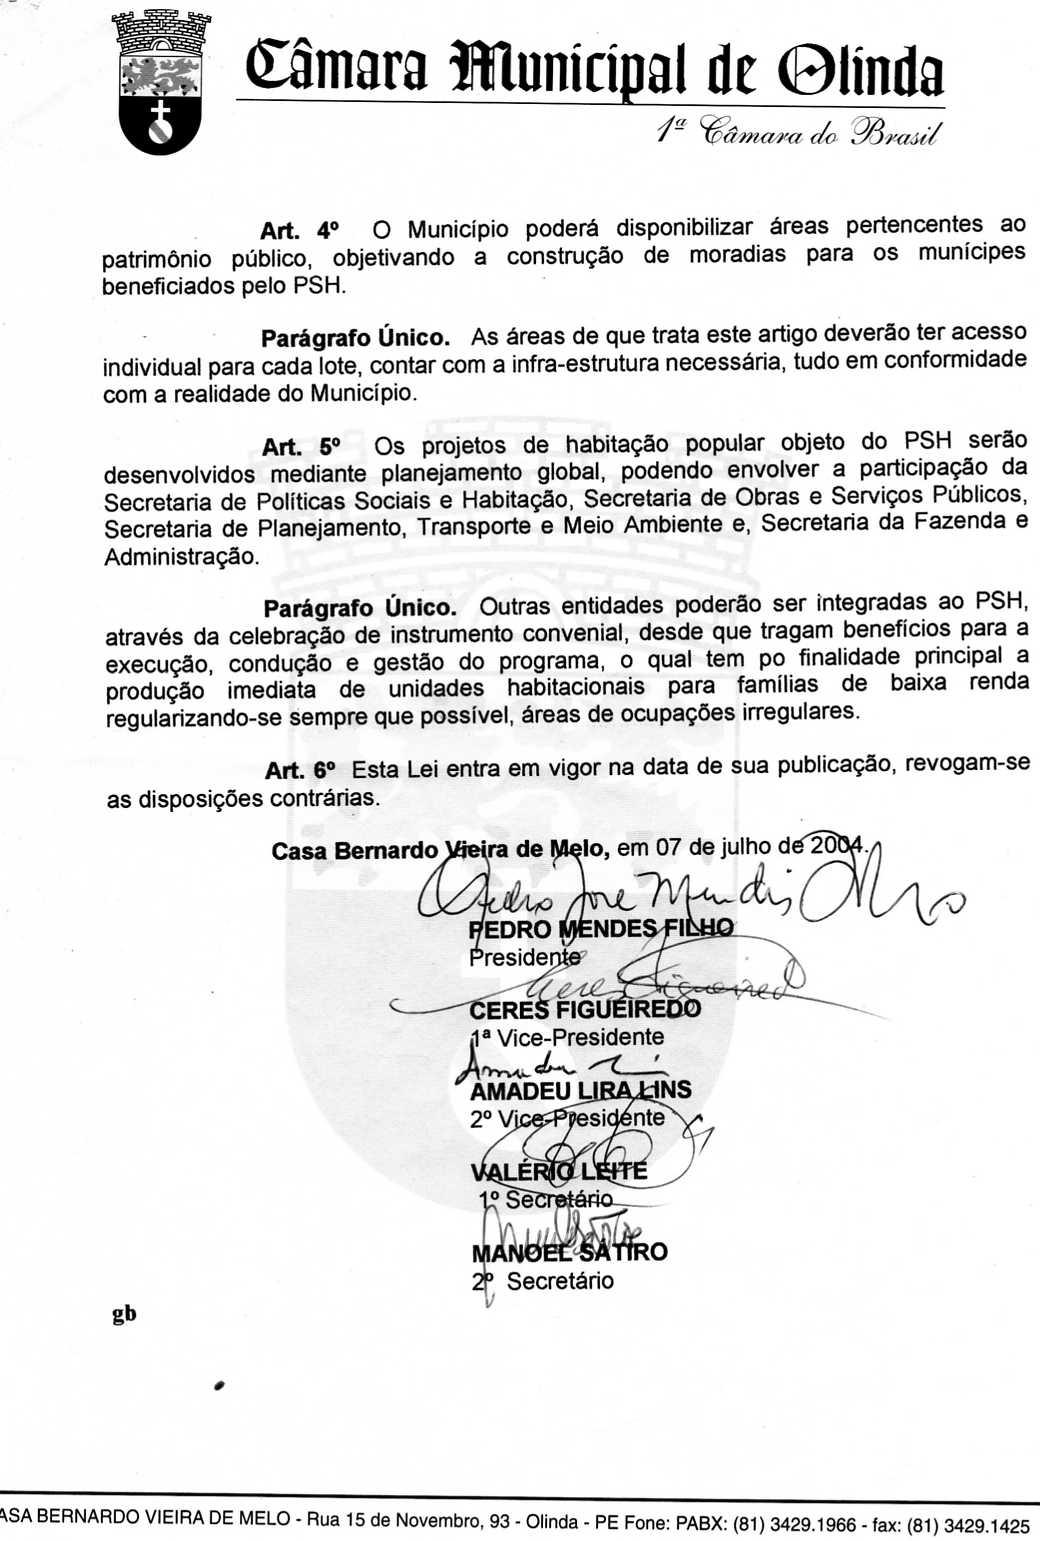 Câmara Municipal de Olinda
1ª Câmara do Brasil
Art. 4º O Município poderá disponibilizar áreas pertencentes ao
patrimônio público, objetivando a construção de moradias para os munícipes
beneficiados pelo PSH.
Parágrafo Único. As áreas de que trata este artigo deverão ter acesso
individual para cada lote, contar com a infra-estrutura necessária, tudo em conformidade
com a realidade do Município.
Art. 5º Os projetos de habitação popular objeto do PSH serão
desenvolvidos mediante planejamento global, podendo envolver a participação da
Secretaria de Políticas Sociais e Habitação, Secretaria de Obras e Serviços Públicos,
Secretaria de Planejamento, Transporte e Meio Ambiente e, Secretaria da Fazenda e
Administração.
Parágrafo Único. Outras entidades poderão ser integradas ao PSH,
através da celebração de instrumento convenial, desde que tragam benefícios para a
execução, condução e gestão do programa, o qual tem po finalidade principal a
produção imediata de unidades habitacionais para famílias de baixa renda
regularizando-se sempre que possível, áreas de ocupações irregulares.
Art. 6º Esta Lei entra em vigor na data de sua publicação, revogam-se
as disposições contrárias.
Casa Bernardo Vieira de Melo, em 07 de julho de 2004.
Pedro Jose Mendes
PEDRO MENDES FILHO
Presidente
Ceres Figueiredo
CERES FIGUEIREDO
1ª Vice-Presidente
Amadeu
AMADEU LIRA LINS
2º Vice-Presidente
VALÉRIO LEITE
1º Secretário
MANOEL SÁTIRO
2º Secretário
gb
ASA BERNARDO VIEIRA DE MELO - Rua 15 de Novembro, 93 - Olinda - PE Fone: PABX: (81) 3429.1966 - fax: (81) 3429.1425